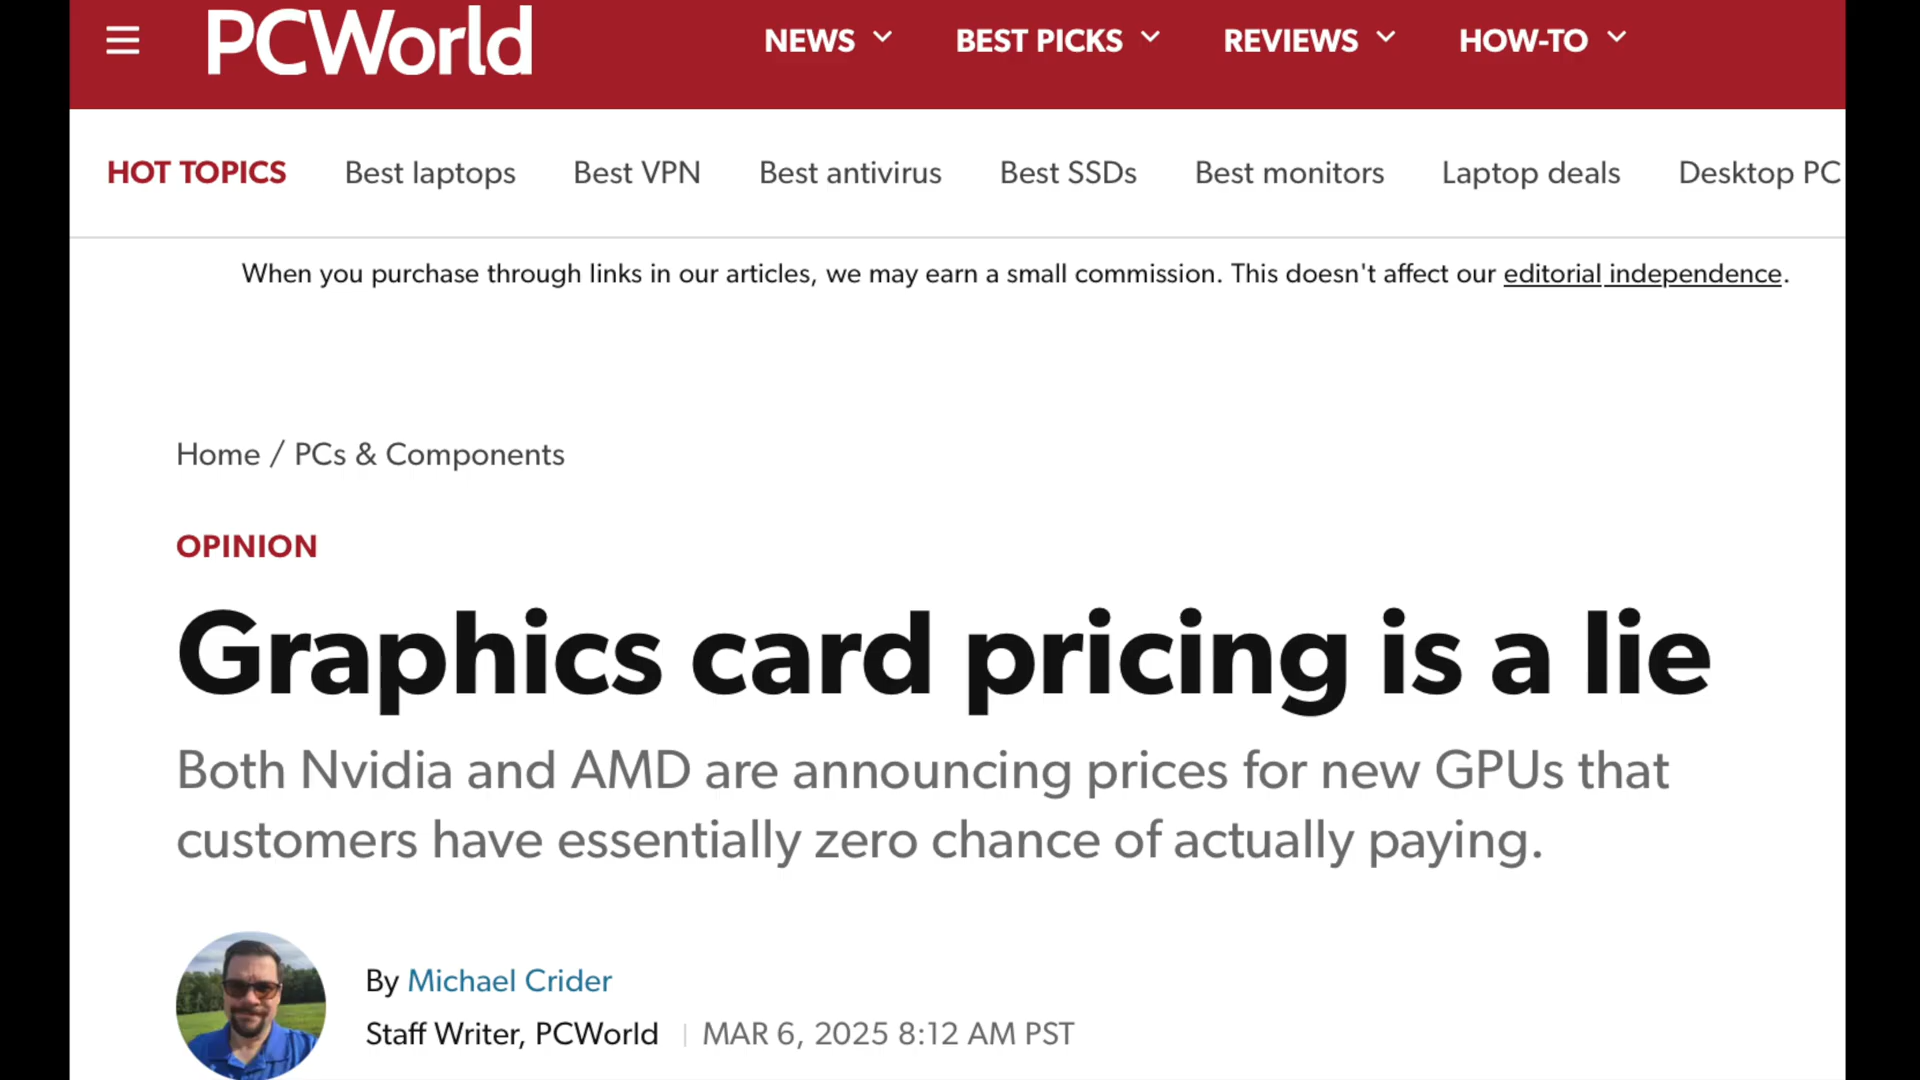 PCWorld
NEWS BEST PICKS REVIEWS HOW-TO
HOT TOPICS Best laptops Best VPN Best antivirus Best SSDs Best monitors Laptop deals Desktop PC
When you purchase through links in our articles, we may earn a small commission. This doesn't affect our editorial independence.
Home / PCs & Components
OPINION
Graphics card pricing is a lie
Both Nvidia and AMD are announcing prices for new GPUs that
customers have essentially zero chance of actually paying.
By Michael Crider
Staff Writer, PCWorld | MAR 6, 2025 8:12 AM PST